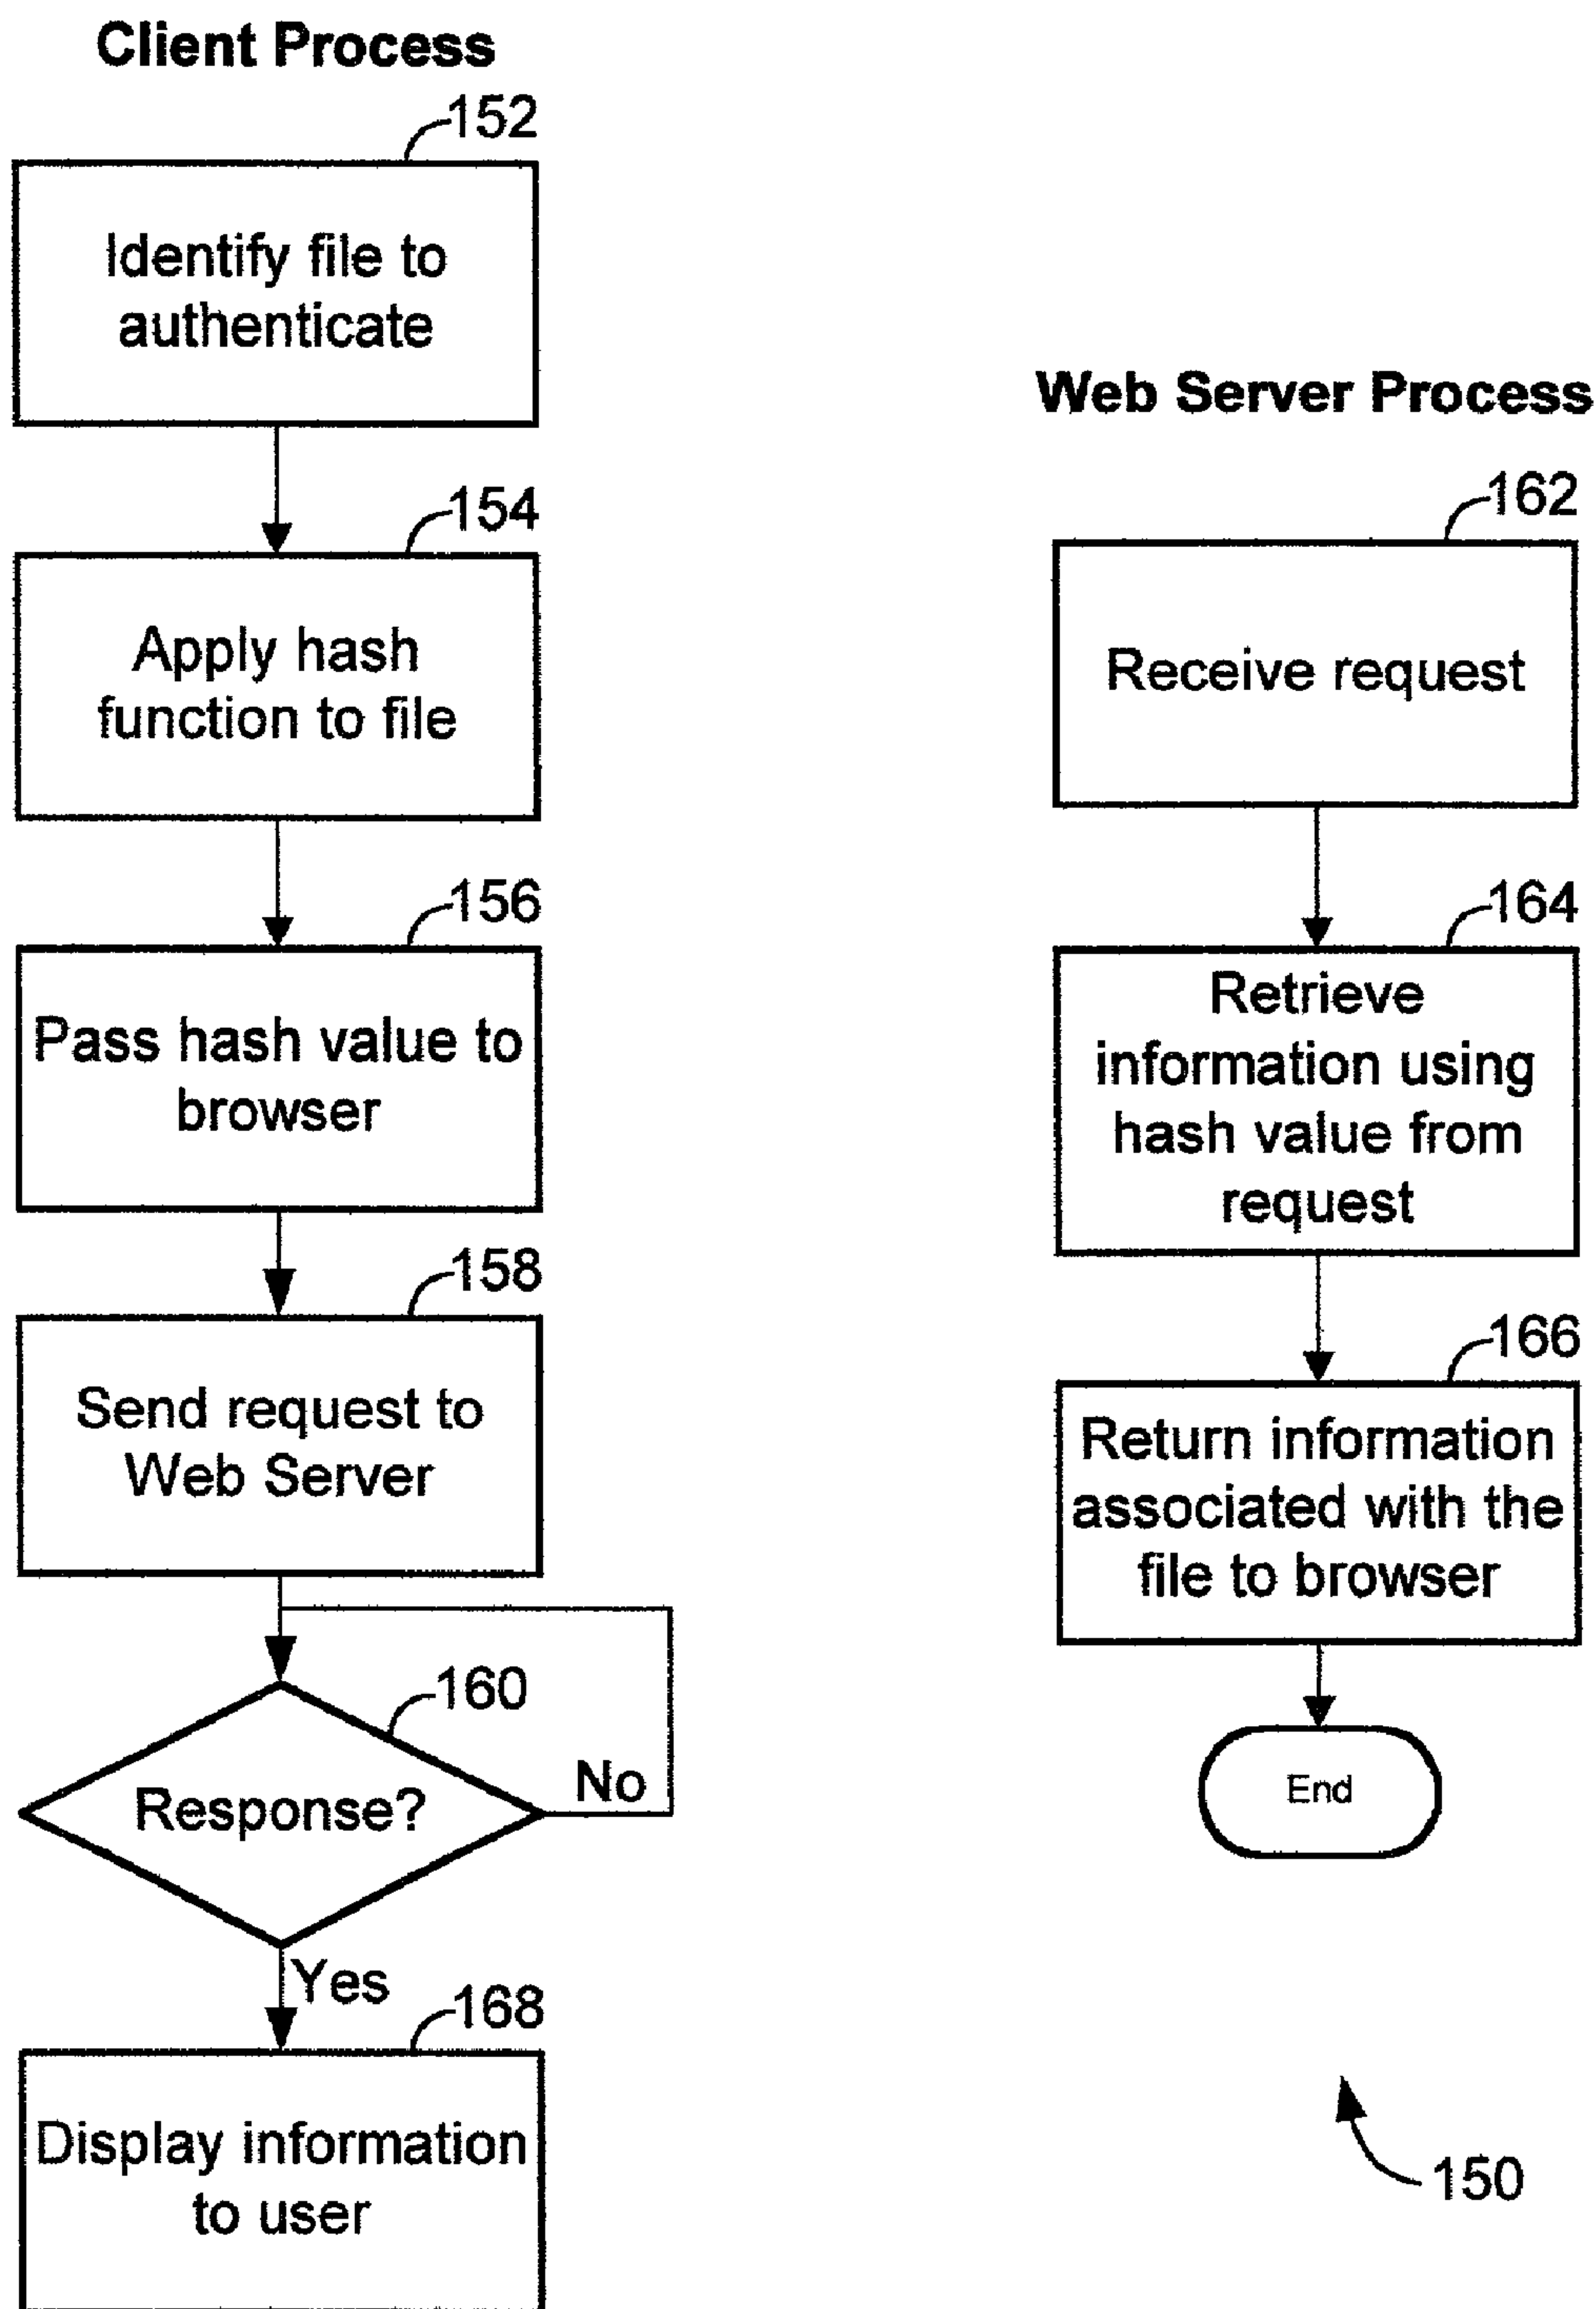 Client Process
152
Identify file to
authenticate
154
Apply hash
function to file
156
Pass hash value to
browser
158
Send request to
Web Server
160
Response?
No
Yes
168
Display information
to user
Web Server Process
162
Receive request
164
Retrieve
information using
hash value from
request
166
Return information
associated with the
file to browser
End
150